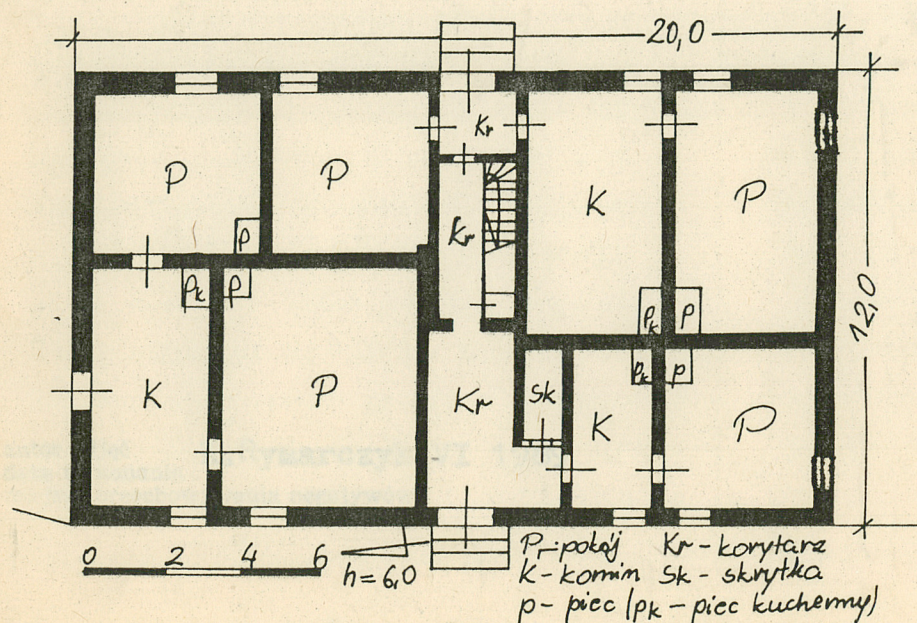 20,0
Kr
P
P
K
P
Kr
p
pk
p
pk
p
12,0
K
P
Kr
Sk
pk
p
K
P
0 2 4 6
h=6,0
P-pokój Kr-korytarz
K-komin Sk-skrytka
p-piec (pk-piec kuchenny)